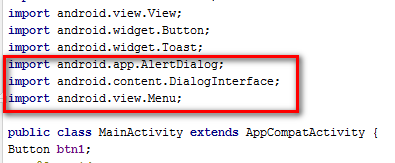 import android.view.View;
import android.widget.Button;
import android.widget.Toast;
import android.app.AlertDialog;
import android.content.DialogInterface;
import android.view.Menu;
public class MainActivity extends AppCompatActivity {
Button btn1;